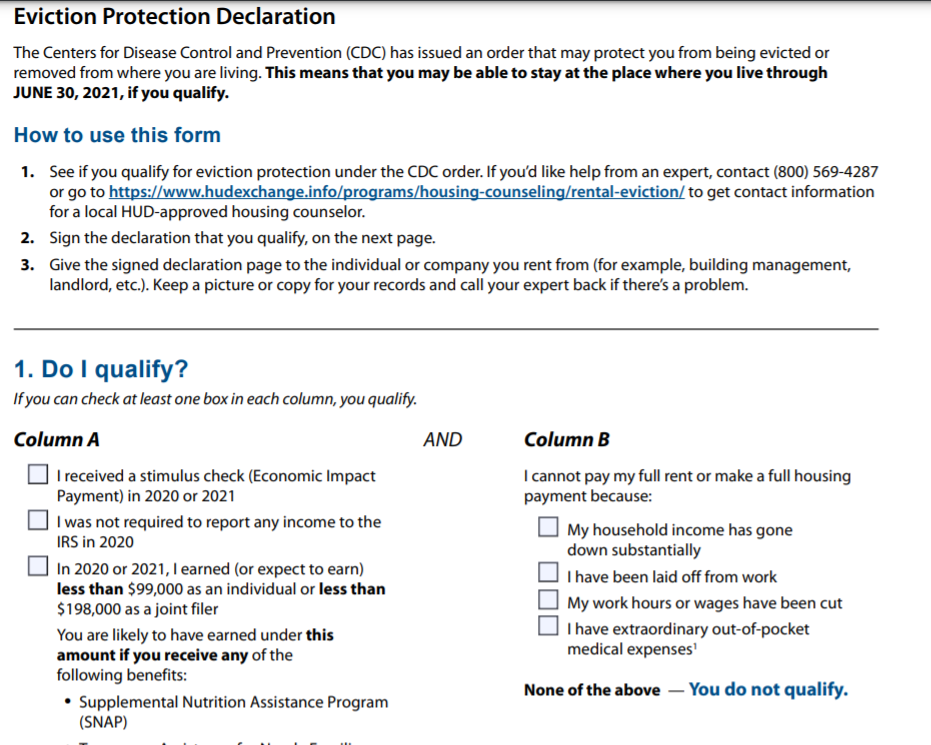 Eviction Protection Declaration
The Centers for Disease Control and Prevention (CDC) has issued an order that may protect you from being evicted or
removed from where you are living. This means that you may be able to stay at the place where you live through
JUNE 30, 2021, if you qualify.
How to use this form
1. See if you qualify for eviction protection under the CDC order. If you'd like help from an expert, contact (800) 569-4287
or go to https://www.hudexchange.info/programs/housing-counseling/rental-eviction/ to get contact information
for a local HUD-approved housing counselor.
2. Sign the declaration that you qualify, on the next page.
3. Give the signed declaration page to the individual or company you rent from (for example, building management,
landlord, etc.). Keep a picture or copy for your records and call your expert back if there's a problem.
1. Do I qualify?
If you can check at least one box in each column, you qualify.
Column A
I received a stimulus check (Economic Impact
Payment) in 2020 or 2021
I was not required to report any income to the
IRS in 2020
In 2020 or 2021, I earned (or expect to earn)
less than $99,000 as an individual or less than
$198,000 as a joint filer
You are likely to have earned under this
amount if you receive any of the
following benefits:
• Supplemental Nutrition Assistance Program
(SNAP)
AND
Column B
I cannot pay my full rent or make a full housing
payment because:
My household income has gone
down substantially
I have been laid off from work
My work hours or wages have been cut
I have extraordinary out-of-pocket
medical expenses¹
None of the above — You do not qualify.